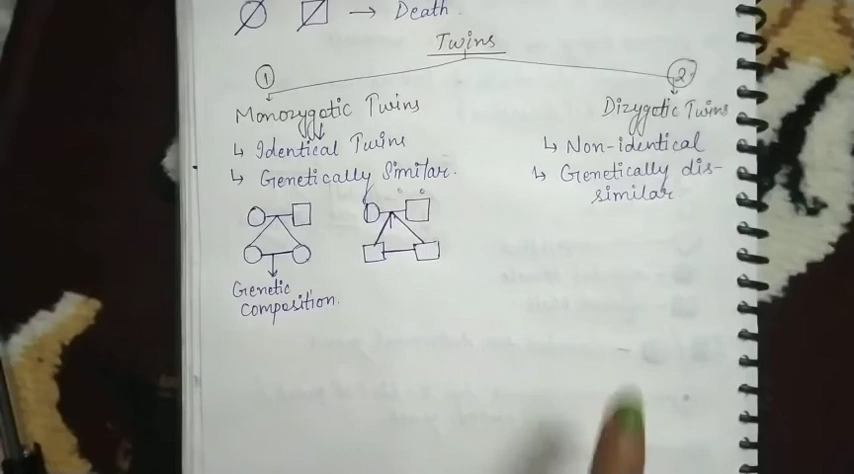 → Death.
Twins
1
2
Monozygotic Twins
↳ Identical Twins
↳ Genetically Similar.
Genetic
composition.
Dizygotic Twins
↳ Non-identical
↳ Genetically dis-
similar